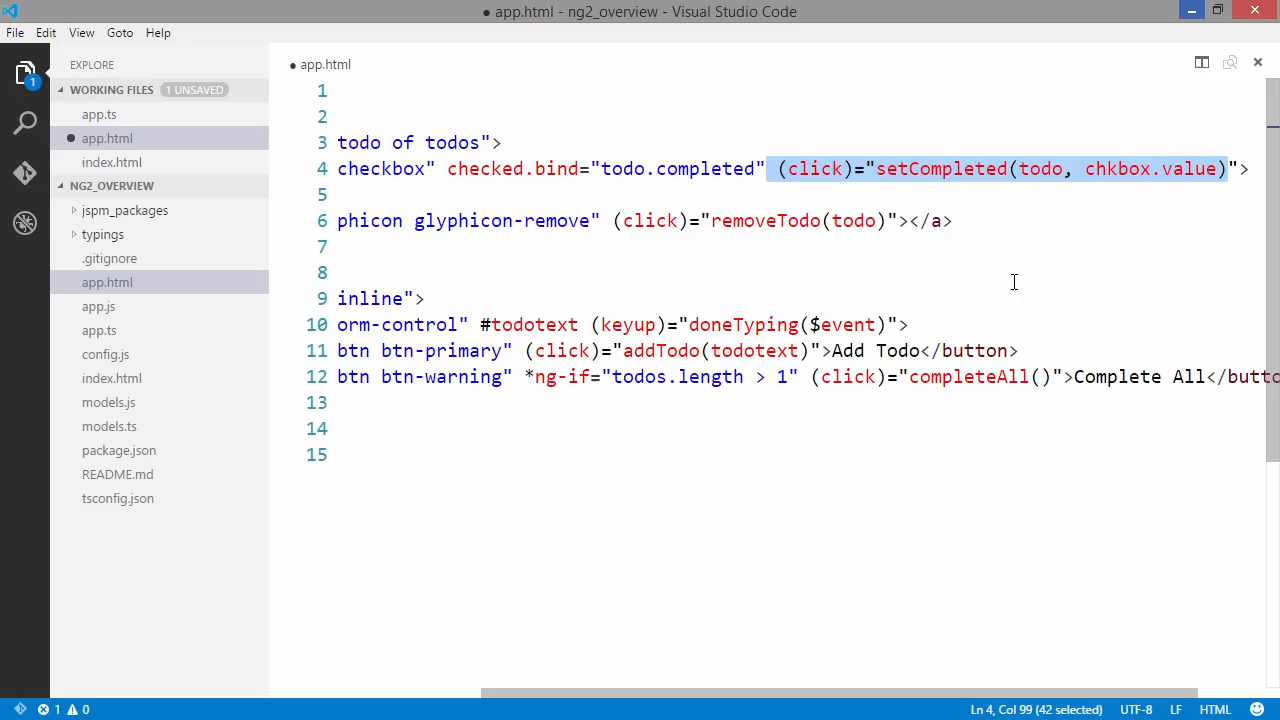 ● app.html - ng2_overview - Visual Studio Code
File Edit View Goto Help
EXPLORE
WORKING FILES 1 UNSAVED
app.ts
app.html
index.html
NG2_OVERVIEW
jspm_packages
typings
.gitignore
app.html
app.js
app.ts
config.js
index.html
models.js
models.ts
package.json
README.md
tsconfig.json
1
● app.html
1
2
3 todo of todos">
4 checkbox" checked.bind="todo.completed" (click)="setCompleted(todo, chkbox.value)">
5
6 phicon glyphicon-remove" (click)="removeTodo(todo)"></a>
7
8
9 inline">
10 orm-control" #todotext (keyup)="doneTyping($event)">
11 btn btn-primary" (click)="addTodo(todotext)">Add Todo</button>
12 btn btn-warning" *ng-if="todos.length > 1" (click)="completeAll()">Complete All</butto
13
14
15
1 0
Ln 4, Col 99 (42 selected) UTF-8 LF HTML